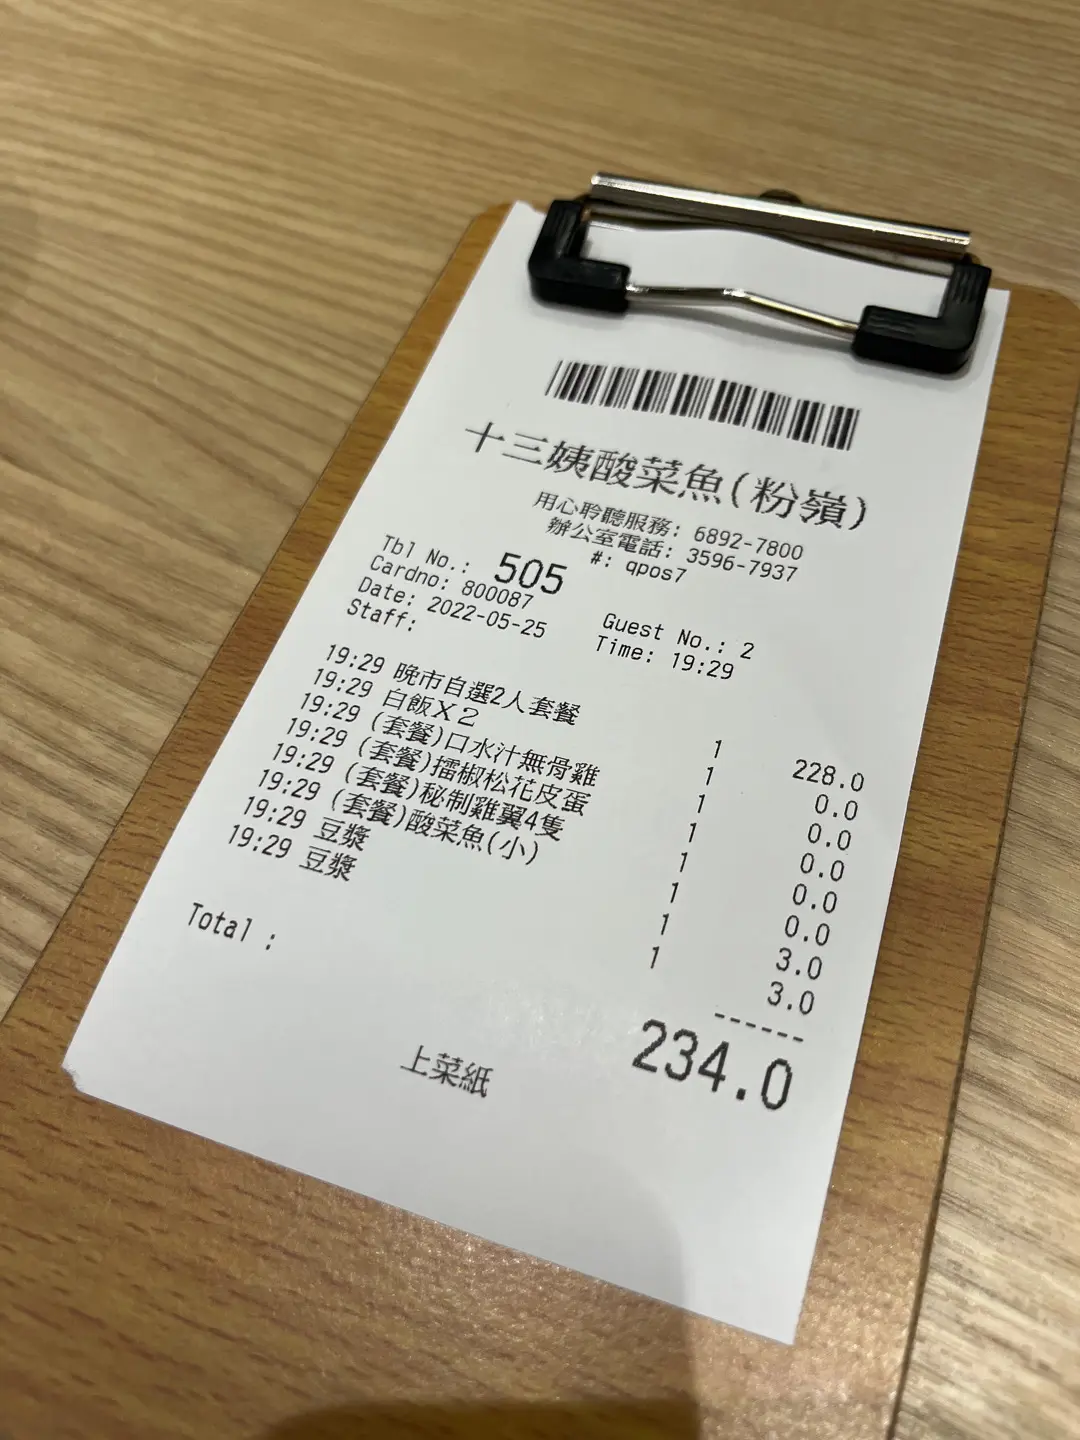 十三姨酸菜魚(粉嶺)
用心聆聽服務: 6892-7800
辦公室電話: 3596-7937
#: qpos7
Tbl No.: 505
Cardno: 800087 Guest No.: 2
Date: 2022-05-25 Time: 19:29
Staff:
19:29 晚市自選2人套餐 1 228.0
19:29 白飯X2 1 0.0
19:29 (套餐)口水汁無骨雞 1 0.0
19:29 (套餐)擂椒松花皮蛋 1 0.0
19:29 (套餐)秘制雞翼4隻 1 0.0
19:29 (套餐)酸菜魚(小) 1 0.0
19:29 豆漿 1 3.0
19:29 豆漿 1 3.0
------
Total : 234.0
上菜紙